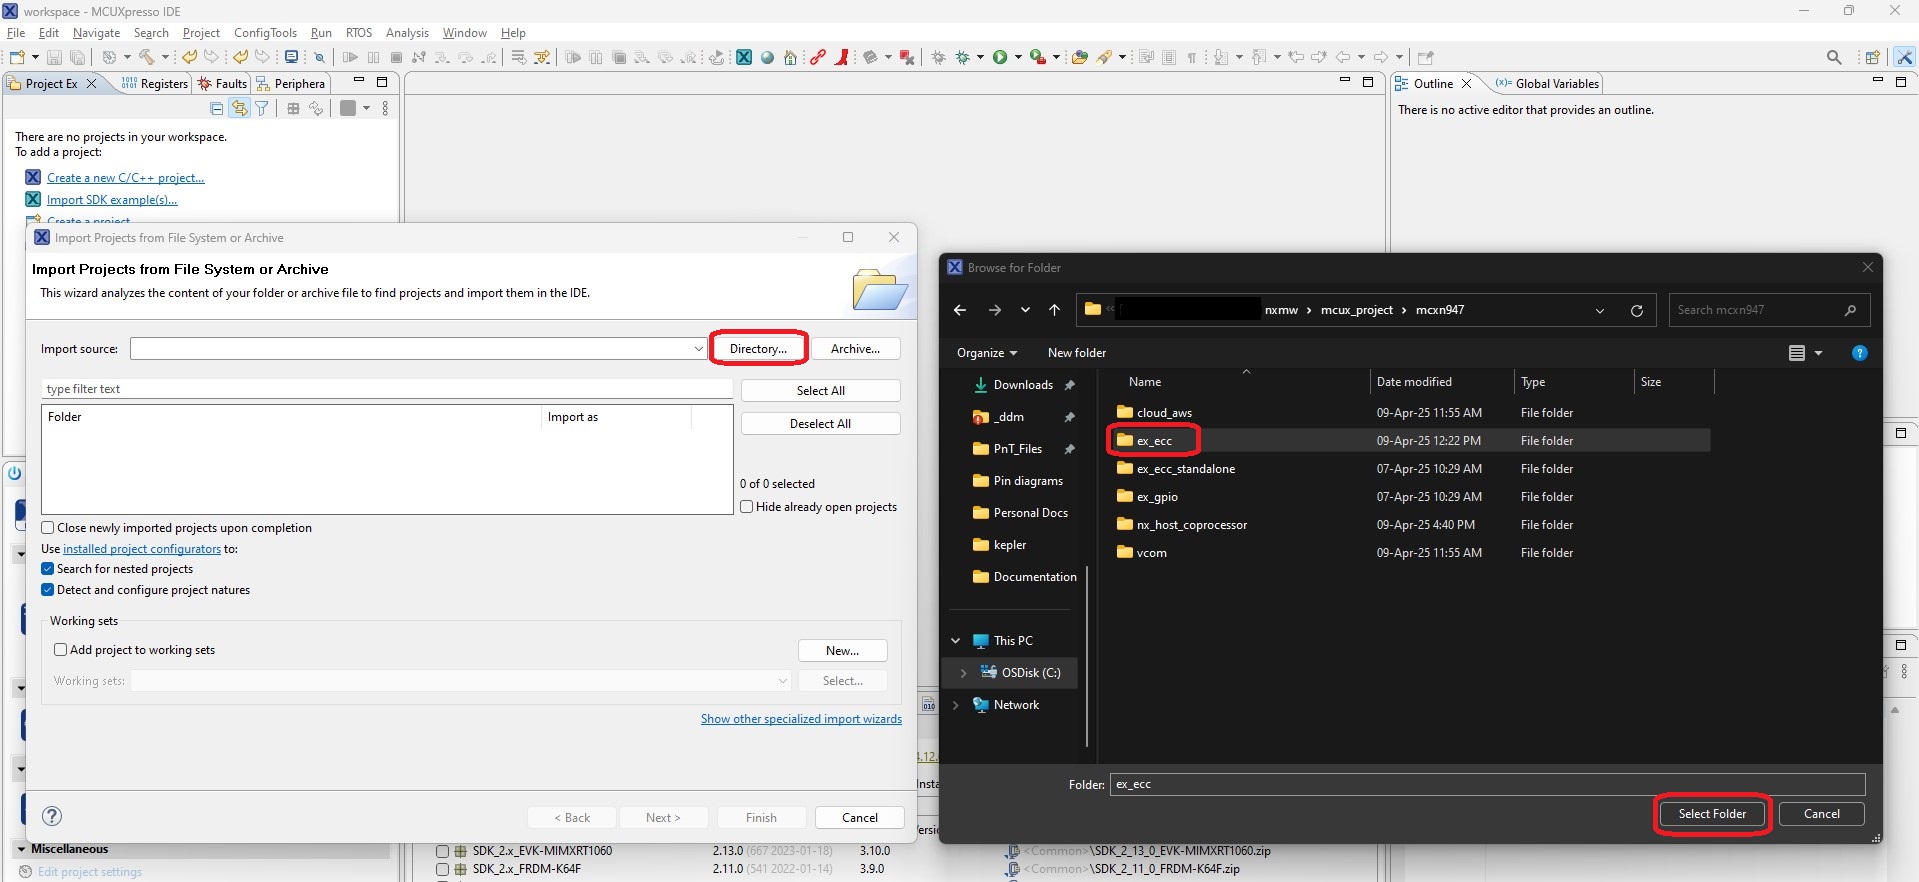 workspace - MCUXpresso IDE
File Edit Navigate Search Project ConfigTools Run RTOS Analysis Window Help
Project Ex Registers Faults Periphera
Outline Global Variables
There is no active editor that provides an outline.
There are no projects in your workspace.
To add a project:
Create a new C/C++ project...
Import SDK example(s)...
Create a project
Import Projects from File System or Archive
Import Projects from File System or Archive
This wizard analyzes the content of your folder or archive file to find projects and import them in the IDE.
Import source: Directory... Archive...
type filter text
Select All
Folder Import as
Deselect All
0 of 0 selected
Hide already open projects
Close newly imported projects upon completion
Use installed project configurators to:
Search for nested projects
Detect and configure project natures
Working sets
Add project to working sets New...
Working sets: Select...
Show other specialized import wizards
< Back Next > Finish Cancel
Browse for Folder
nxmw > mcux_project > mcxn947 Search mcxn947
Organize New folder
Downloads
_ddm
PnT_Files
Pin diagrams
Personal Docs
kepler
Documentation
This PC
OSDisk (C:)
Network
Name Date modified Type Size
cloud_aws 09-Apr-25 11:55 AM File folder
ex_ecc 09-Apr-25 12:22 PM File folder
ex_ecc_standalone 07-Apr-25 10:29 AM File folder
ex_gpio 07-Apr-25 10:29 AM File folder
nx_host_coprocessor 09-Apr-25 4:40 PM File folder
vcom 09-Apr-25 11:55 AM File folder
Folder: ex_ecc
Select Folder Cancel
Miscellaneous
Edit project settings
SDK_2.x_EVK-MIMXRT1060 2.13.0 (667 2023-01-18) 3.10.0 <Common>\SDK_2_13_0_EVK-MIMXRT1060.zip
SDK_2.x_FRDM-K64F 2.11.0 (541 2022-01-14) 3.9.0 <Common>\SDK_2_11_0_FRDM-K64F.zip